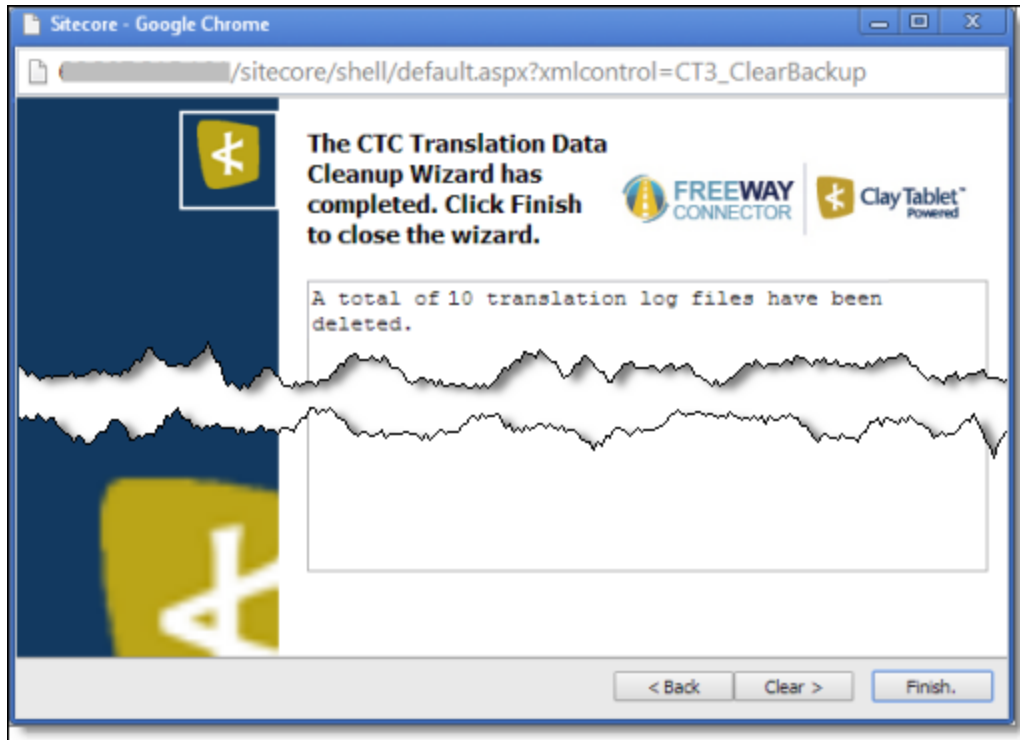 Sitecore - Google Chrome
/sitecore/shell/default.aspx?xmlcontrol=CT3_ClearBackup
The CTC Translation Data
Cleanup Wizard has
completed. Click Finish
to close the wizard.
FREEWAY
CONNECTOR
Clay Tablet™
Powered
A total of 10 translation log files have been
deleted.
< Back
Clear >
Finish.